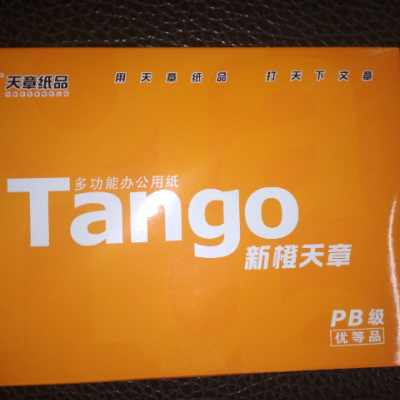 天章纸品
用天章纸品 打天下文章
多功能办公用纸
Tango
新橙天章
PB级
优等品